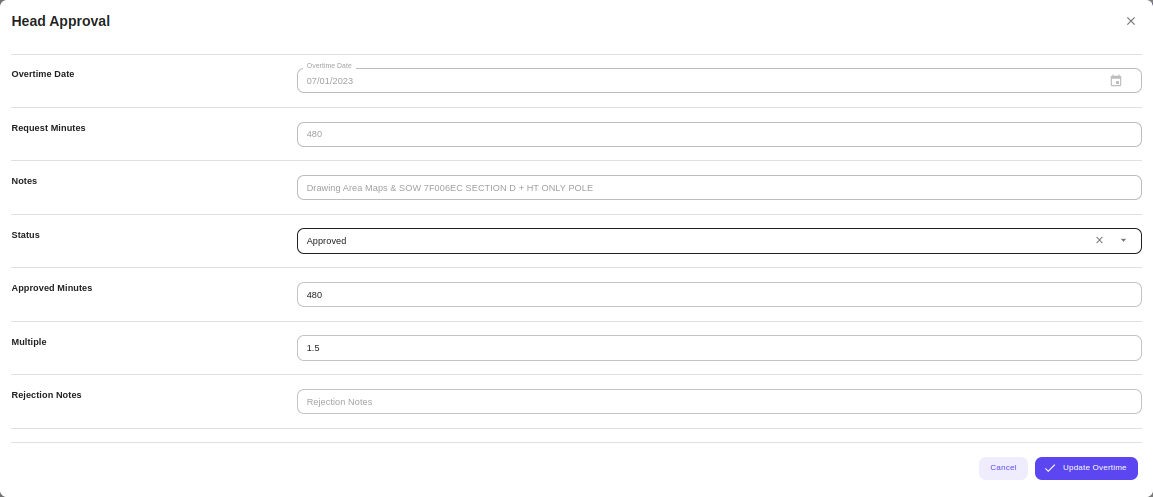 Head Approval
Overtime Date
Overtime Date
07/01/2023
Request Minutes
480
Notes
Drawing Area Maps & SOW 7F006EC SECTION D + HT ONLY POLE
Status
Approved
Approved Minutes
480
Multiple
1.5
Rejection Notes
Rejection Notes
Cancel
Update Overtime